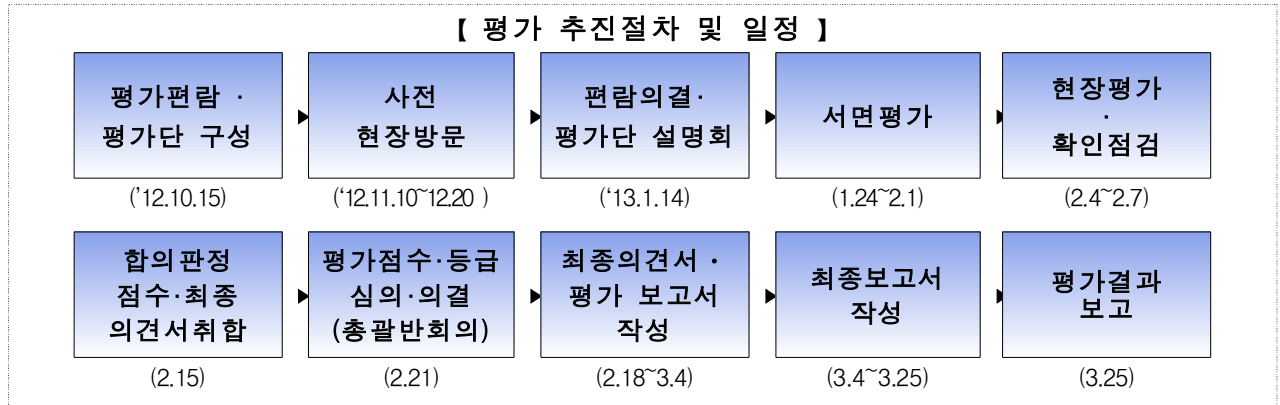 【 평가 추진절차 및 일정 】
평가편람 ·
평가단 구성
('12.10.15)
사전
현장방문
(‘12.11.10~12.20 )
편람의결·
평가단 설명회
(‘13.1.14)
서면평가
(1.24~2.1)
현장평가
·
확인점검
(2.4~2.7)
합의판정
점수·최종
의견서취합
(2.15)
평가점수·등급
심의·의결
(총괄반회의)
(2.21)
최종의견서 ·
평가 보고서
작성
(2.18~3.4)
최종보고서
작성
(3.4~3.25)
평가결과
보고
(3.25)